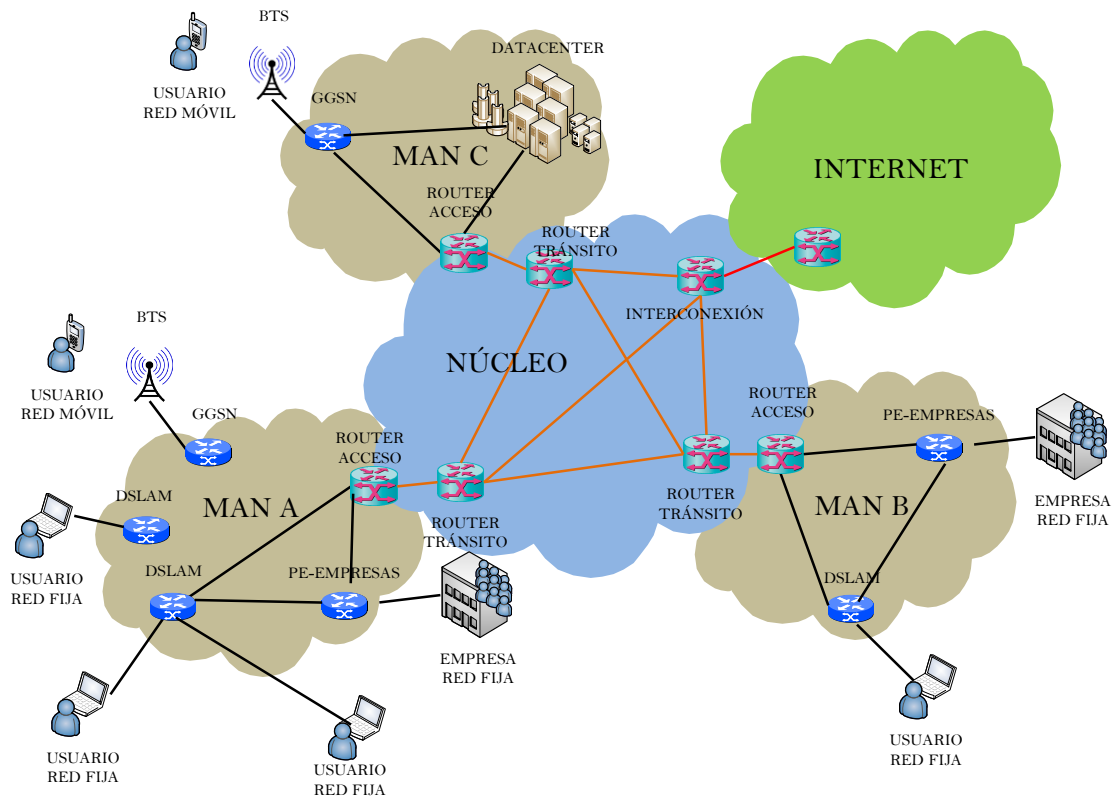 BTS
DATACENTER
USUARIO
RED MÓVIL
GGSN
MAN C
INTERNET
ROUTER
ACCESO
ROUTER
TRÁNSITO
INTERCONEXIÓN
BTS
NÚCLEO
USUARIO
RED MÓVIL
GGSN
ROUTER
ACCESO
PE-EMPRESAS
ROUTER
ACCESO
DSLAM
MAN A
ROUTER
TRÁNSITO
ROUTER
TRÁNSITO
MAN B
EMPRESA
RED FIJA
USUARIO
RED FIJA
DSLAM
PE-EMPRESAS
DSLAM
EMPRESA
RED FIJA
USUARIO
RED FIJA
USUARIO
RED FIJA
USUARIO
RED FIJA